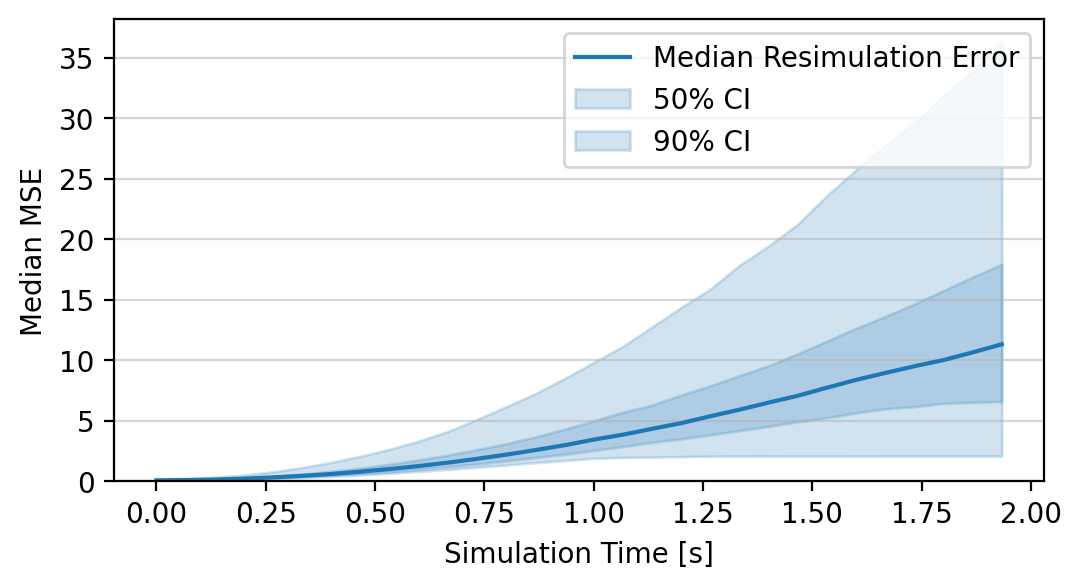 35
30
25
20
15
10
5
0
Median MSE
Median Resimulation Error
50% CI
90% CI
0.00 0.25 0.50 0.75 1.00 1.25 1.50 1.75 2.00
Simulation Time [s]